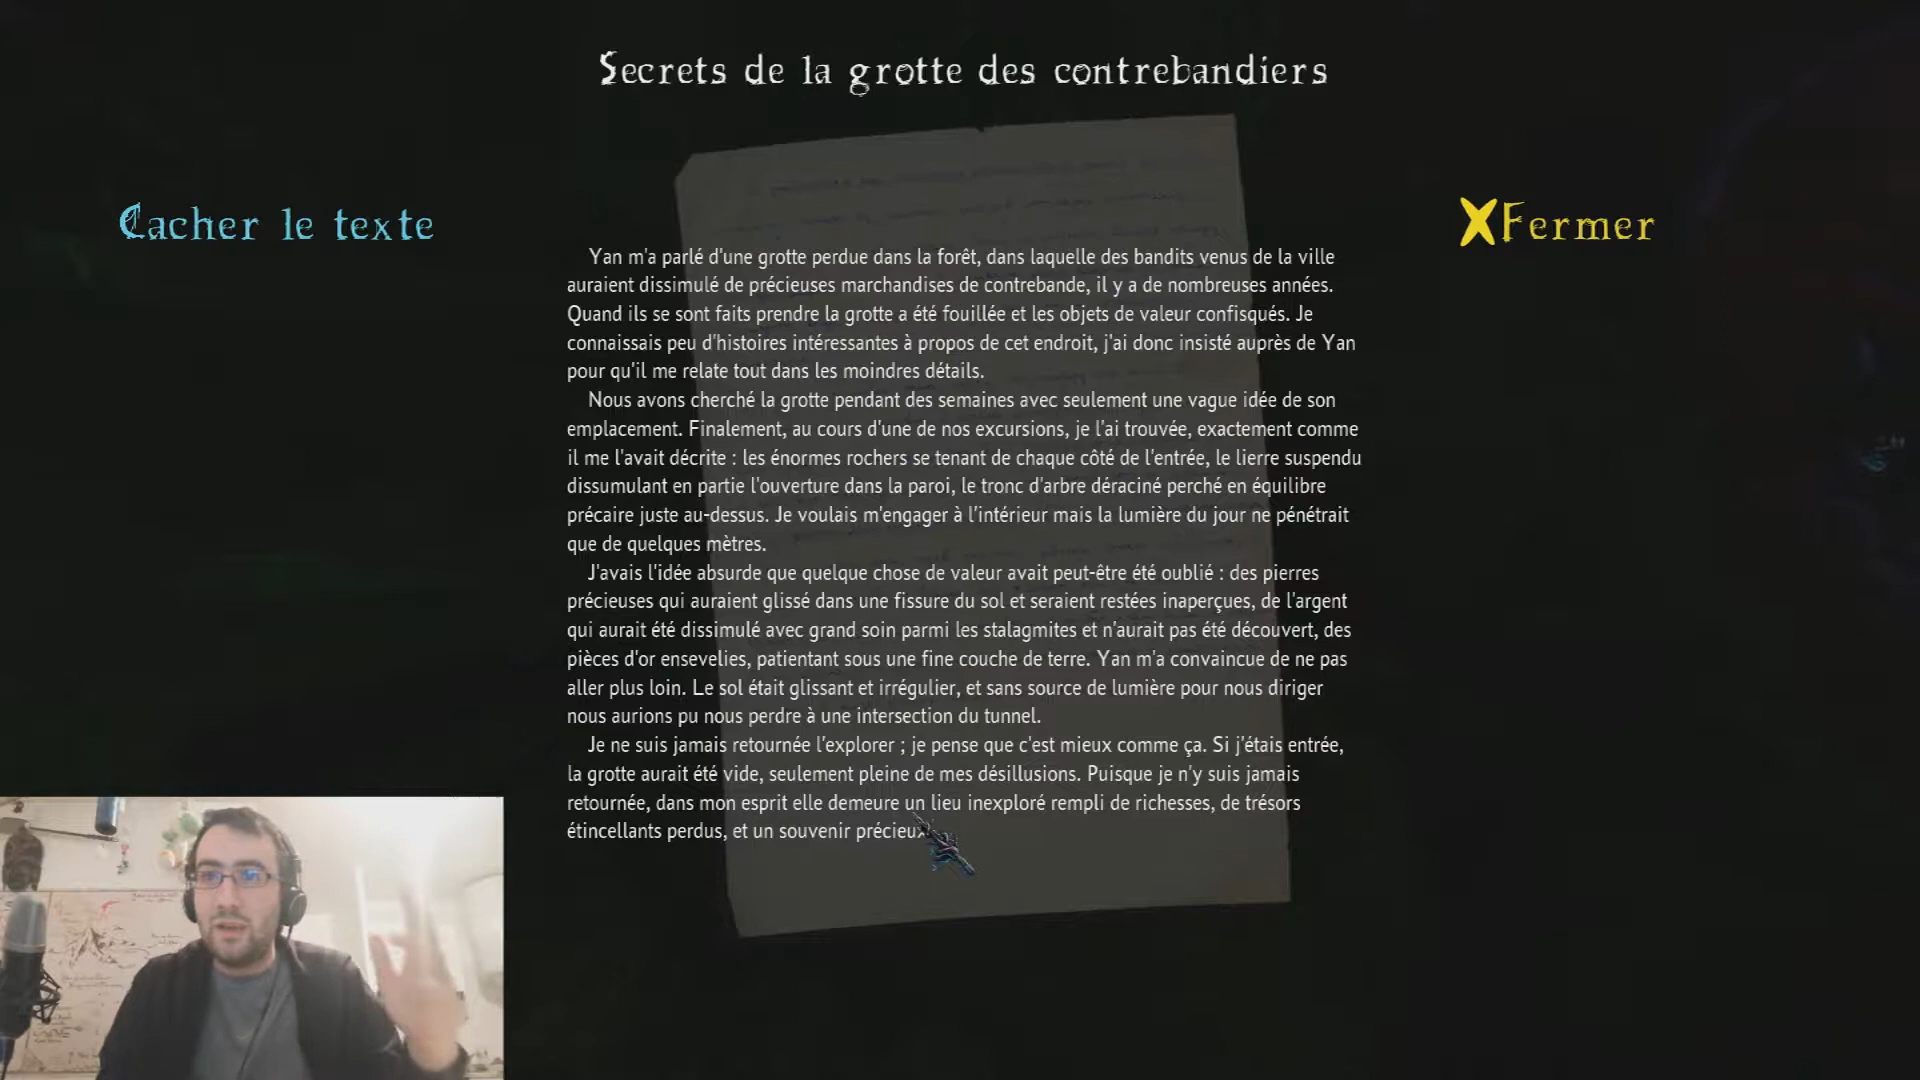 Secrets de la grotte des contrebandiers
Cacher le texte
XFermer
Yan m'a parlé d'une grotte perdue dans la forêt, dans laquelle des bandits venus de la ville
auraient dissimulé de précieuses marchandises de contrebande, il y a de nombreuses années.
Quand ils se sont faits prendre la grotte a été fouillée et les objets de valeur confisqués. Je
connaissais peu d'histoires intéressantes à propos de cet endroit, j'ai donc insisté auprès de Yan
pour qu'il me relate tout dans les moindres détails.
Nous avons cherché la grotte pendant des semaines avec seulement une vague idée de son
emplacement. Finalement, au cours d'une de nos excursions, je l'ai trouvée, exactement comme
il me l'avait décrite : les énormes rochers se tenant de chaque côté de l'entrée, le lierre suspendu
dissumulant en partie l'ouverture dans la paroi, le tronc d'arbre déraciné perché en équilibre
précaire juste au-dessus. Je voulais m'engager à l'intérieur mais la lumière du jour ne pénétrait
que de quelques mètres.
J'avais l'idée absurde que quelque chose de valeur avait peut-être été oublié : des pierres
précieuses qui auraient glissé dans une fissure du sol et seraient restées inaperçues, de l'argent
qui aurait été dissimulé avec grand soin parmi les stalagmites et n'aurait pas été découvert, des
pièces d'or ensevelies, patientant sous une fine couche de terre. Yan m'a convaincue de ne pas
aller plus loin. Le sol était glissant et irrégulier, et sans source de lumière pour nous diriger
nous aurions pu nous perdre à une intersection du tunnel.
Je ne suis jamais retournée l'explorer ; je pense que c'est mieux comme ça. Si j'étais entrée,
la grotte aurait été vide, seulement pleine de mes désillusions. Puisque je n'y suis jamais
retournée, dans mon esprit elle demeure un lieu inexploré rempli de richesses, de trésors
étincellants perdus, et un souvenir précieux